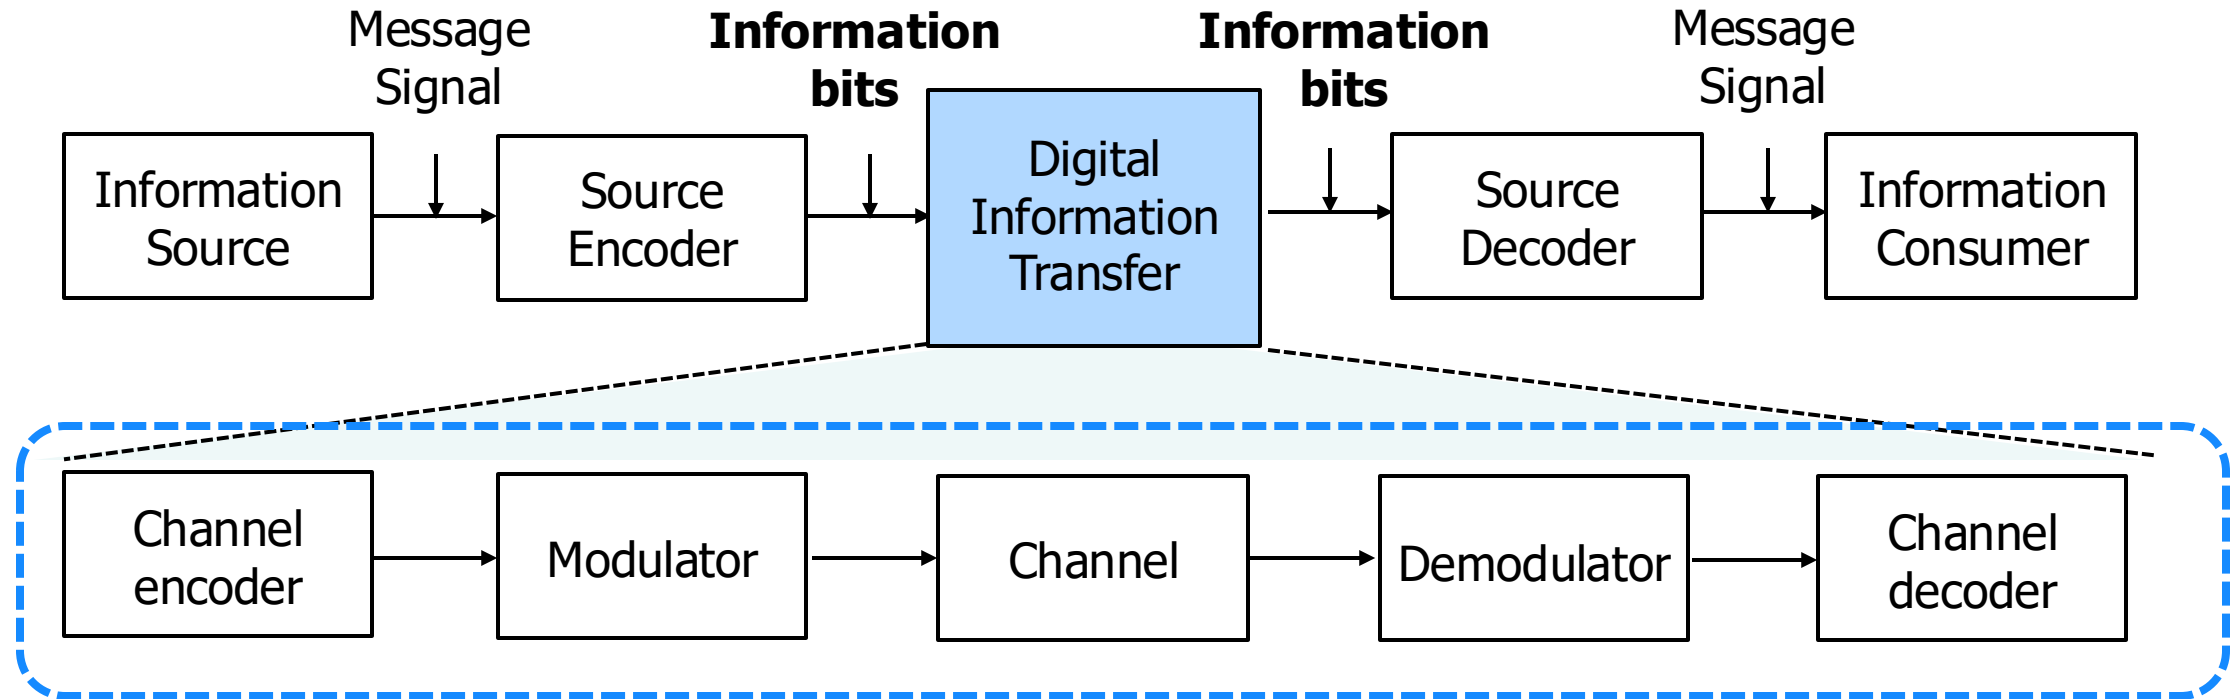 Message
Signal
Information
bits
Information
bits
Message
Signal
Information
Source
Source
Encoder
Digital
Information
Transfer
Source
Decoder
Information
Consumer
Channel
encoder
Modulator
Channel
Demodulator
Channel
decoder